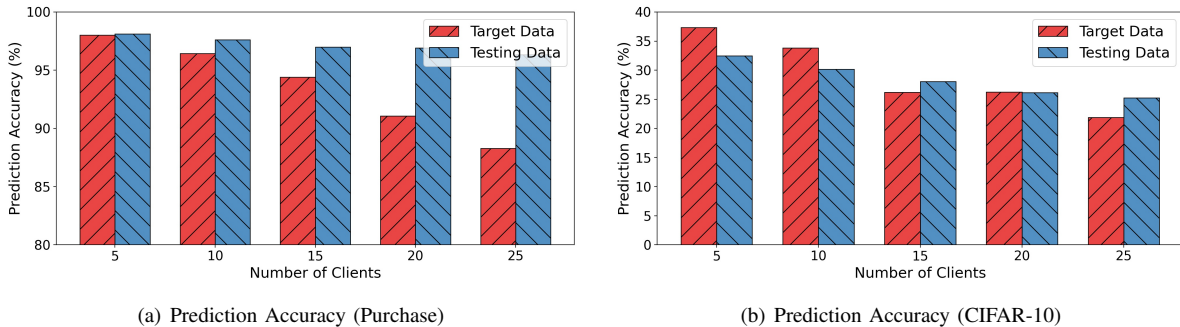 100
95
90
85
80
Prediction Accuracy (%)
Target Data
Testing Data
5 10 15 20 25
Number of Clients
(a) Prediction Accuracy (Purchase)
40
35
30
25
20
15
10
5
0
Prediction Accuracy (%)
Target Data
Testing Data
5 10 15 20 25
Number of Clients
(b) Prediction Accuracy (CIFAR-10)